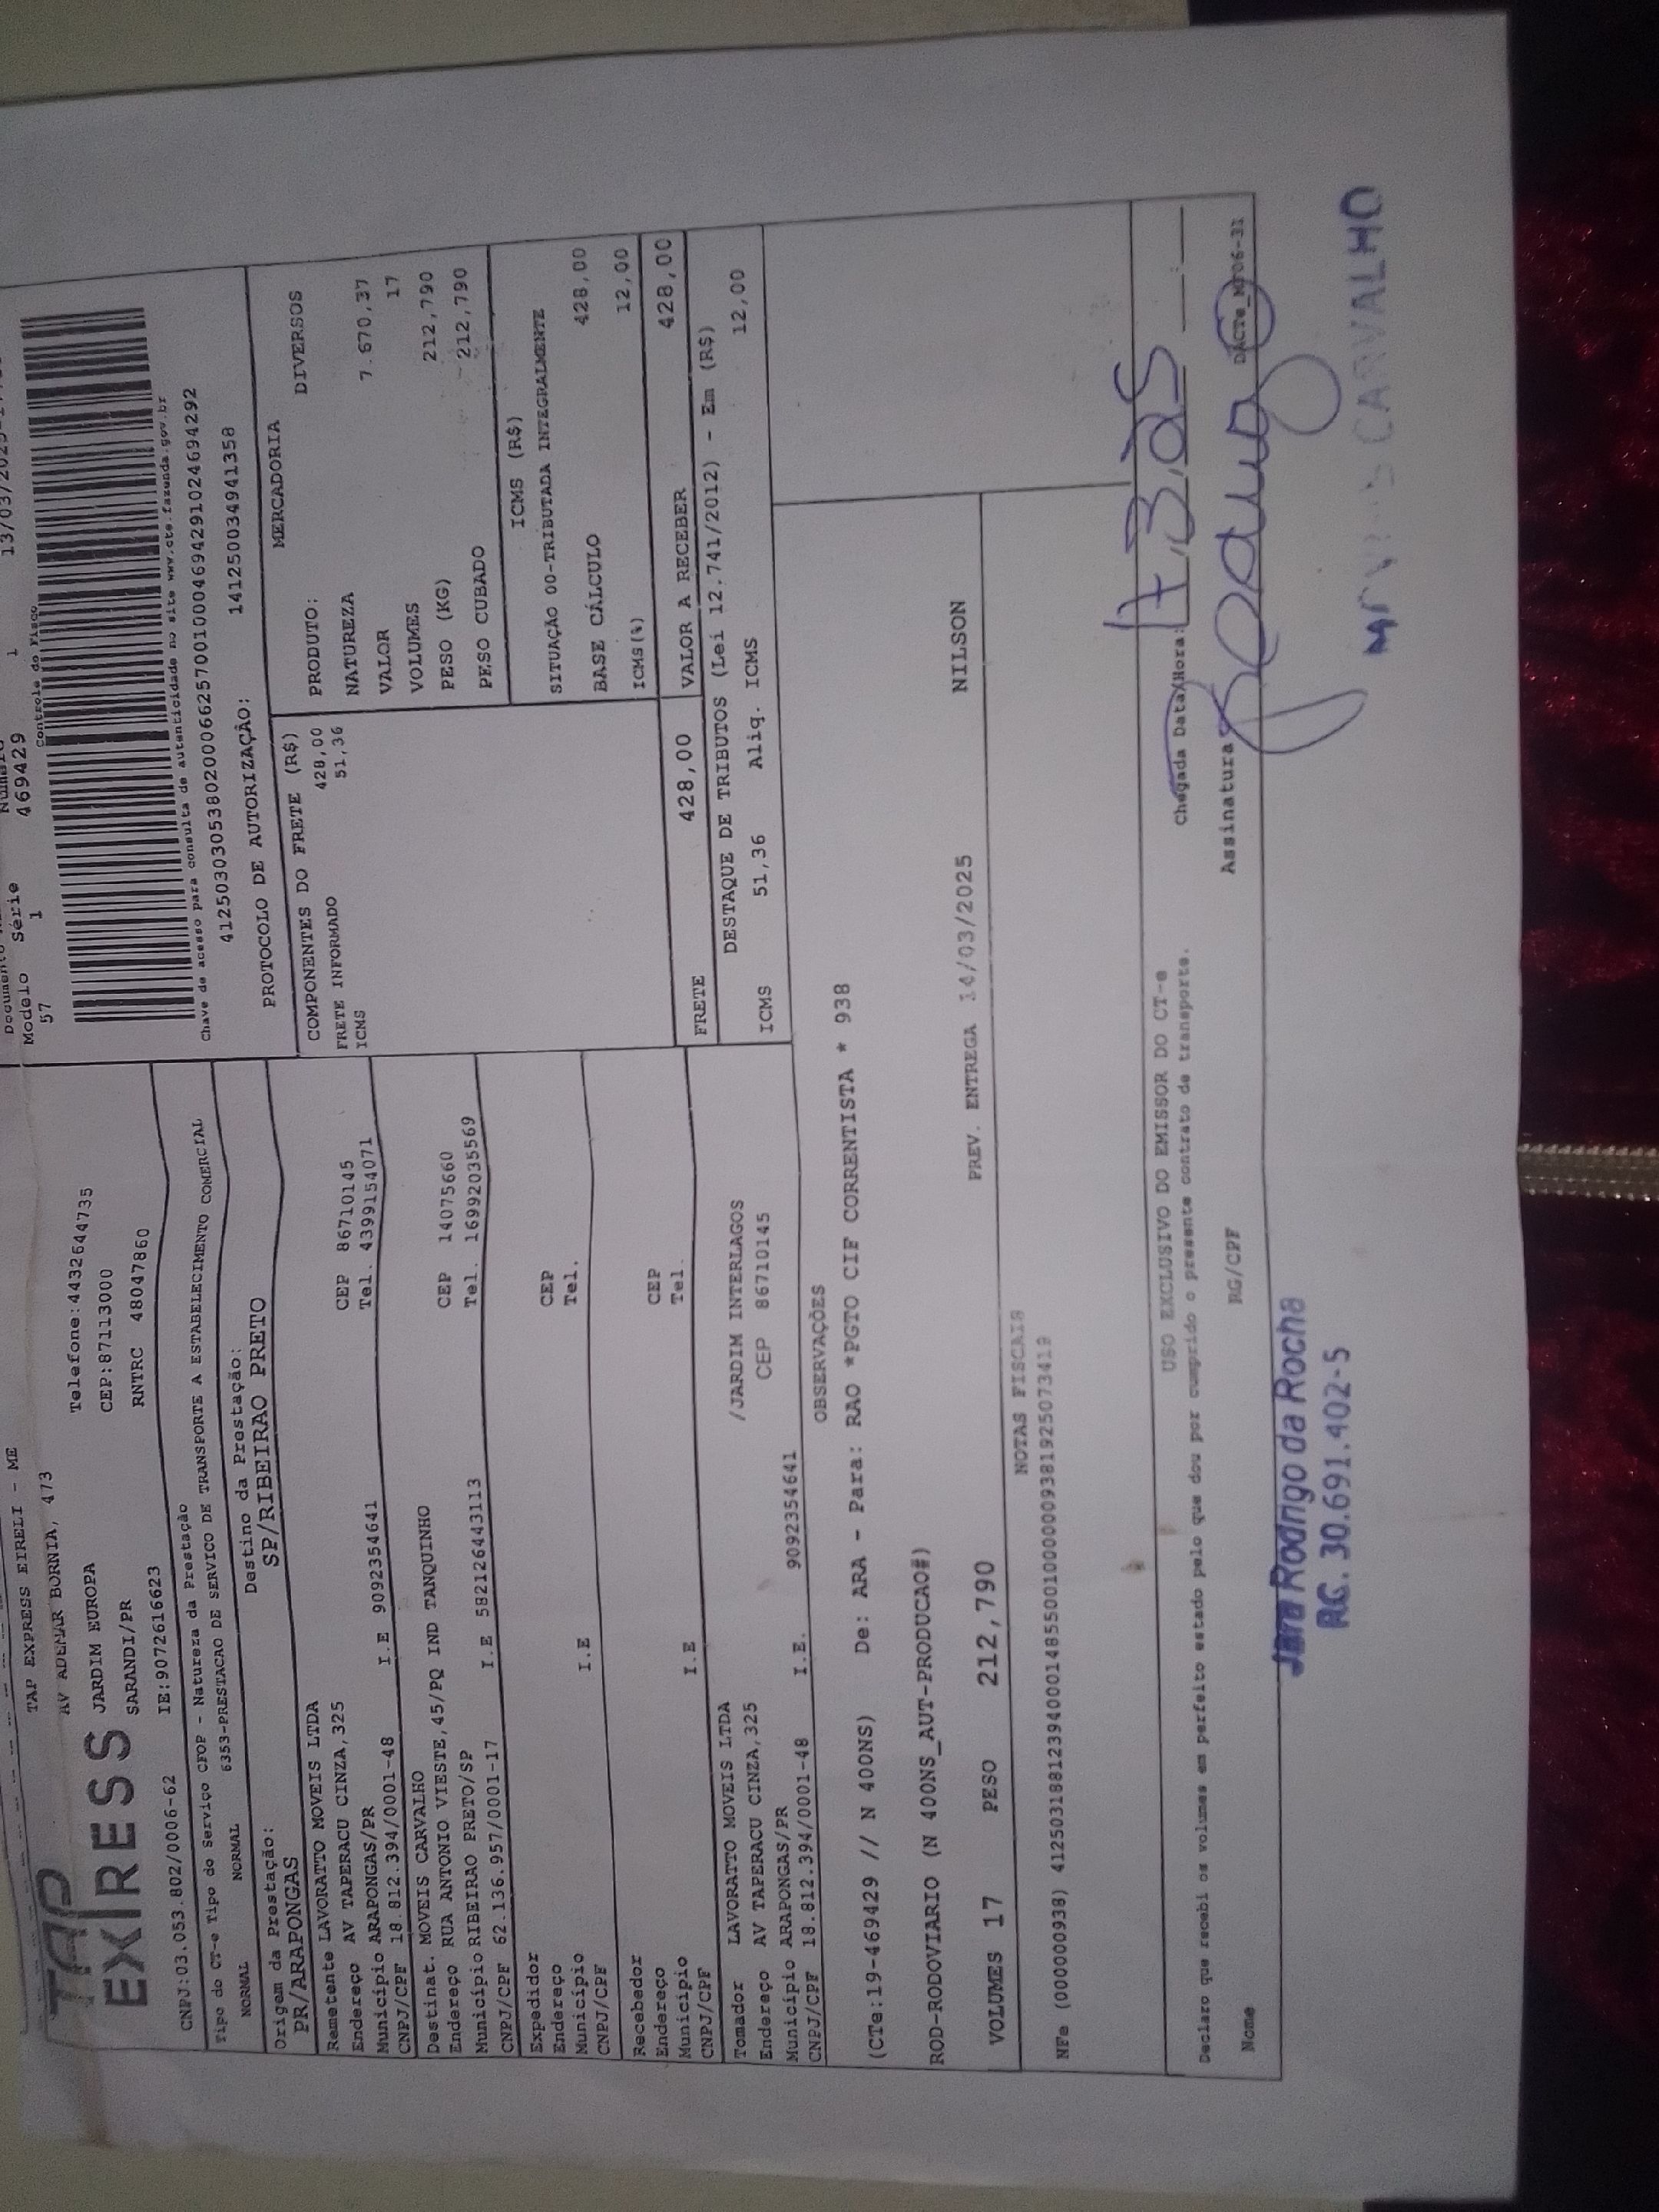 TAP
EXPRESS
TAP EXPRESS EIRELI - ME
AV ADEMAR BORNIA, 473
JARDIM EUROPA
SARANDI/PR
Telefone:4432644735
CEP:87113000
CNPJ:03.053.802/0006-62 IE:9072616623 RNTRC 48047860
Modelo Série
57 1 469429 1
Controle do Fisco
Chave de acesso para consulta de autenticidade no site www.cte.fazenda.gov.br
41250303053802000662570010004694291024694292
PROTOCOLO DE AUTORIZAÇÃO: 141250034941358
Tipo do CT-e Tipo do Serviço CFOP - Natureza da Prestação
NORMAL NORMAL 6353-PRESTACAO DE SERVICO DE TRANSPORTE A ESTABELECIMENTO COMERCIAL
Origem da Prestação: Destino da Prestação:
PR/ARAPONGAS SP/RIBEIRAO PRETO
Remetente LAVORATTO MOVEIS LTDA
Endereço AV TAPERACU CINZA,325 CEP 86710145
Município ARAPONGAS/PR Tel. 43991540​71
CNPJ/CPF 18.812.394/0001-48 I.E 9092354641
Destinat. MOVEIS CARVALHO
Endereço RUA ANTONIO VIESTE,45/PQ IND TANQUINHO CEP 14075660
Município RIBEIRAO PRETO/SP Tel. 16992035569
CNPJ/CPF 62.136.957/0001-17 I.E 582126443113
Expedidor
Endereço CEP
Município Tel.
CNPJ/CPF I.E
Recebedor
Endereço CEP
Município Tel.
CNPJ/CPF I.E
Tomador LAVORATTO MOVEIS LTDA
Endereço AV TAPERACU CINZA,325 /JARDIM INTERLAGOS
Município ARAPONGAS/PR CEP 86710145
CNPJ/CPF 18.812.394/0001-48 I.E. 9092354641
COMPONENTES DO FRETE (R$)
FRETE INFORMADO 428,00
ICMS 51,36
MERCADORIA
PRODUTO: DIVERSOS
NATUREZA
VALOR 7.670,37
VOLUMES 17
PESO (KG) 212,790
PESO CUBADO 212,790
ICMS (R$)
SITUAÇÃO 00-TRIBUTADA INTEGRALMENTE
BASE CÁLCULO 428,00
ICMS(%) 12,00
FRETE 428,00 VALOR A RECEBER 428,00
DESTAQUE DE TRIBUTOS (Lei 12.741/2012) - Em (R$)
ICMS 51,36 Aliq. ICMS 12,00
OBSERVAÇÕES
(CTe:19-469429 // N 400NS) De: ARA - Para: RAO *PGTO CIF CORRENTISTA * 938
ROD-RODOVIARIO (N 400NS_AUT-PRODUCAO#)
VOLUMES 17 PESO 212,790 PREV. ENTREGA 14/03/2025 NILSON
NOTAS FISCAIS
NFe (000000938) 41250318812394000148550010000009381925073419
USO EXCLUSIVO DO EMISSOR DO CT-e
Declaro que recebi os volumes em perfeito estado pelo que dou por cumprido o presente contrato de transporte.
Chegada Data/Hora: 17,3,25
Nome RG/CPF Assinatura
Rodrigo da Rocha
RG. 30.691.402-5
CARVALHO